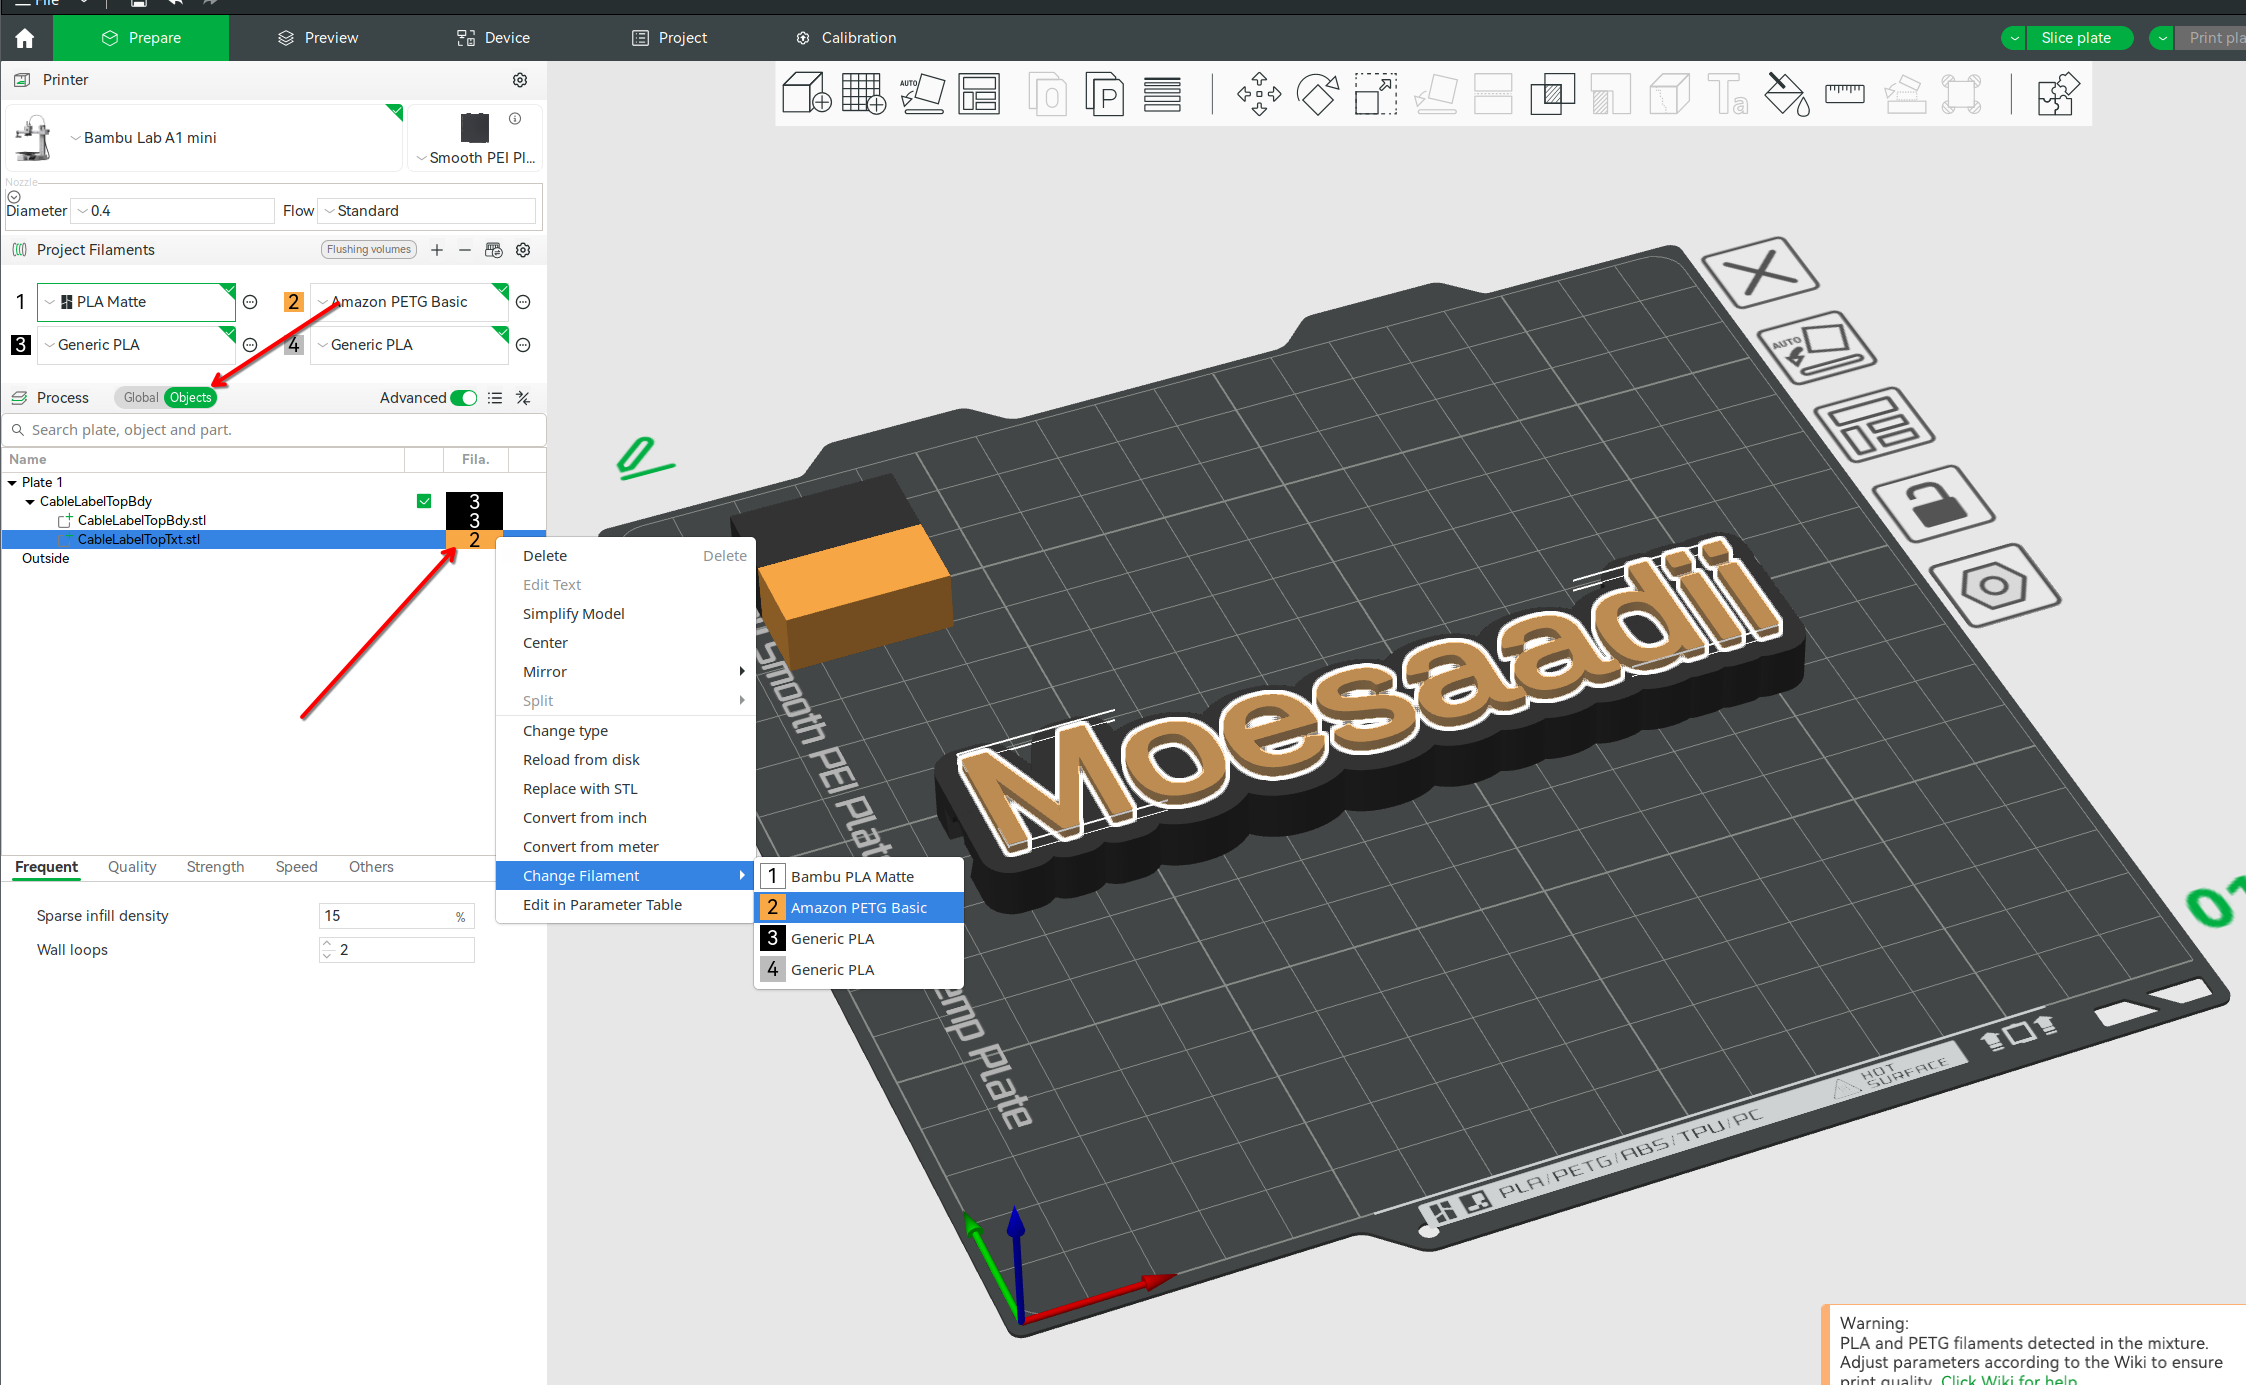 File
Prepare
Preview
Device
Project
Calibration
Slice plate
Printer
Bambu Lab A1 mini
Smooth PEI Pl...
Nozzle
Diameter 0.4 Flow Standard
Project Filaments Flushing volumes
1 PLA Matte 2 Amazon PETG Basic
3 Generic PLA 4 Generic PLA
Process Global Objects Advanced
Search plate, object and part.
Name Fila.
Plate 1
CableLabelTopBdy 3
CableLabelTopBdy.stl 3
CableLabelTopTxt.stl 2
Outside
Delete Delete
Edit Text
Simplify Model
Center
Mirror
Split
Change type
Reload from disk
Replace with STL
Convert from inch
Convert from meter
Change Filament
Edit in Parameter Table
1 Bambu PLA Matte
2 Amazon PETG Basic
3 Generic PLA
4 Generic PLA
Frequent Quality Strength Speed Others
Sparse infill density 15 %
Wall loops 2
AUTO
O
P
Ta
AUTO
Moesaadii
Smooth PEI Plate
Plate
HOT
SURFACE
PLA/PETG/ABS/TPU/PC
01
Warning:
PLA and PETG filaments detected in the mixture.
Adjust parameters according to the Wiki to ensure
print quality. Click Wiki for help.